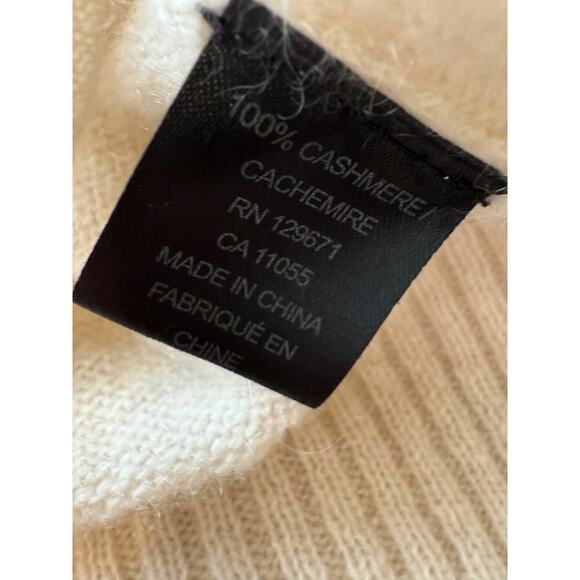 100% CASHMERE /
CACHEMIRE
RN 129671
CA 11055
MADE IN CHINA
FABRIQUÉ EN
CHINE